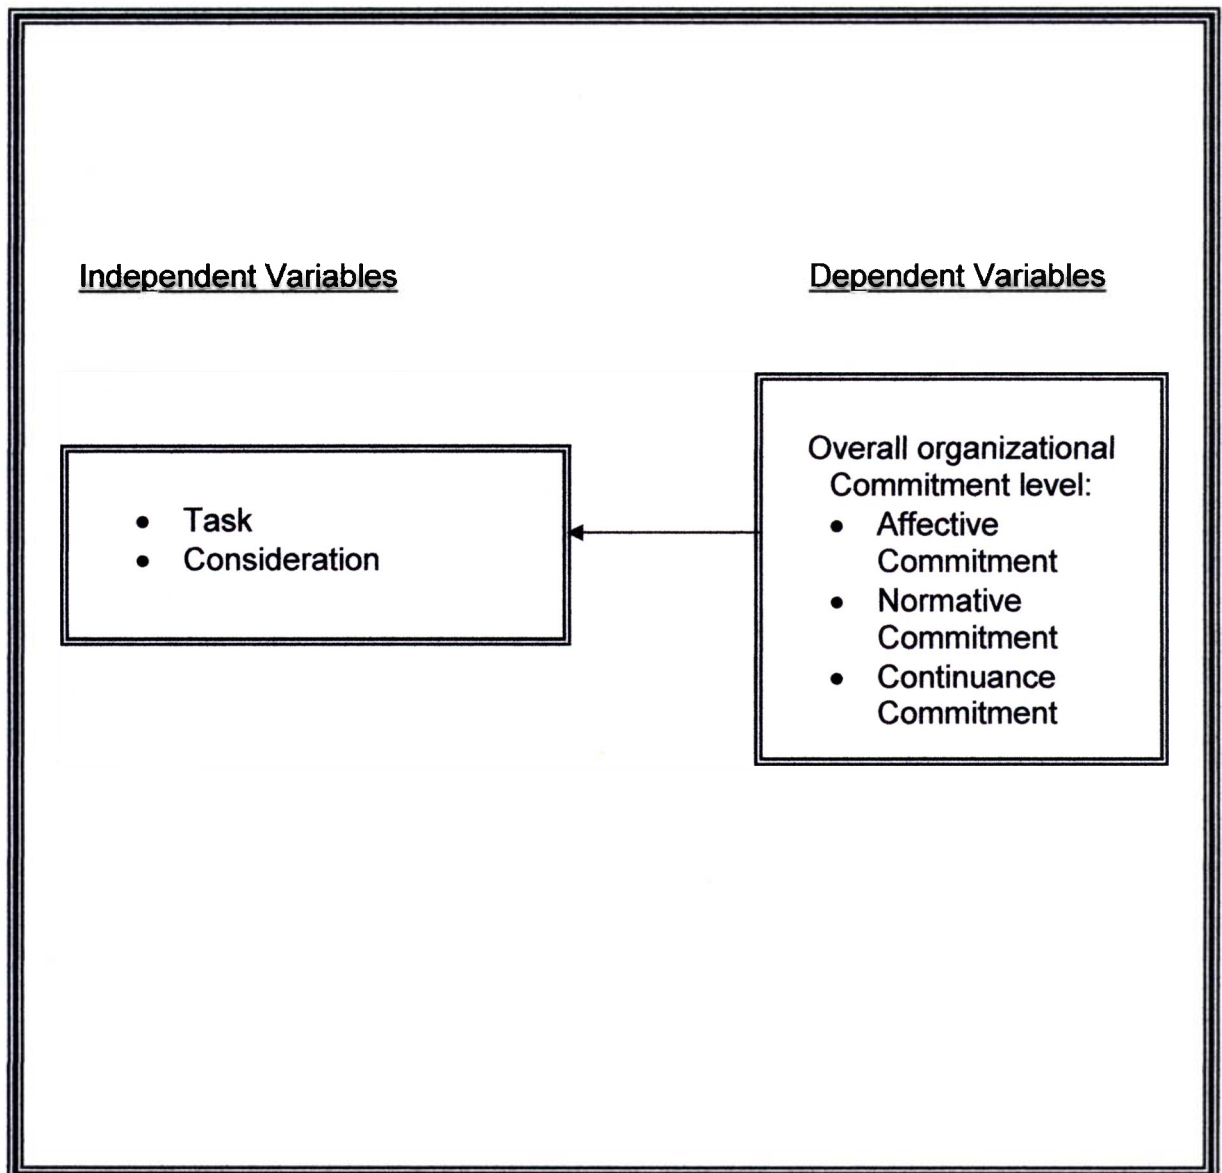 Independent Variables
Dependent Variables
• Task
• Consideration
Overall organizational
Commitment level:
• Affective
Commitment
• Normative
Commitment
• Continuance
Commitment